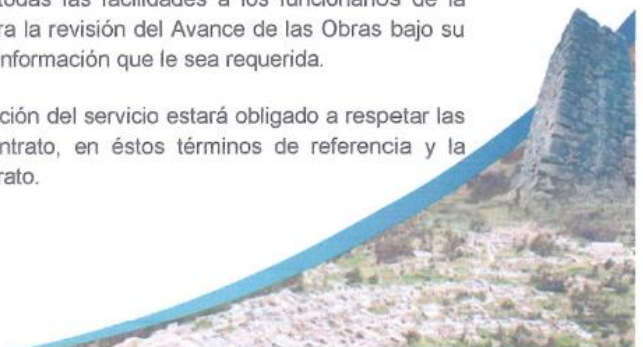 todas las facilidades a los funcionarios de la
ra la revisión del Avance de las Obras bajo su
nformación que le sea requerida.
ción del servicio estará obligado a respetar las
ntrato, en éstos términos de referencia y la
rato.